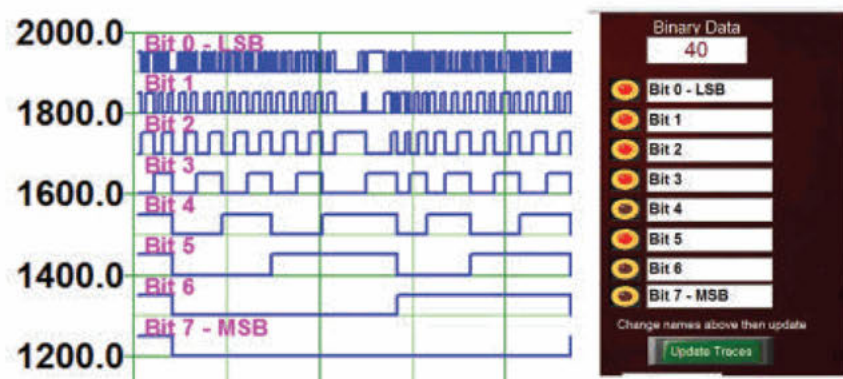 2000.0
Bit 0 - LSB
Bit 1
1800.0
Bit 2
Bit 3
1600.0
Bit 4
Bit 5
1400.0
Bit 6
Bit 7 - MSB
1200.0
Binary Data
40
Bit 0 - LSB
Bit 1
Bit 2
Bit 3
Bit 4
Bit 5
Bit 6
Bit 7 - MSB
Change names above then update
Update Traces